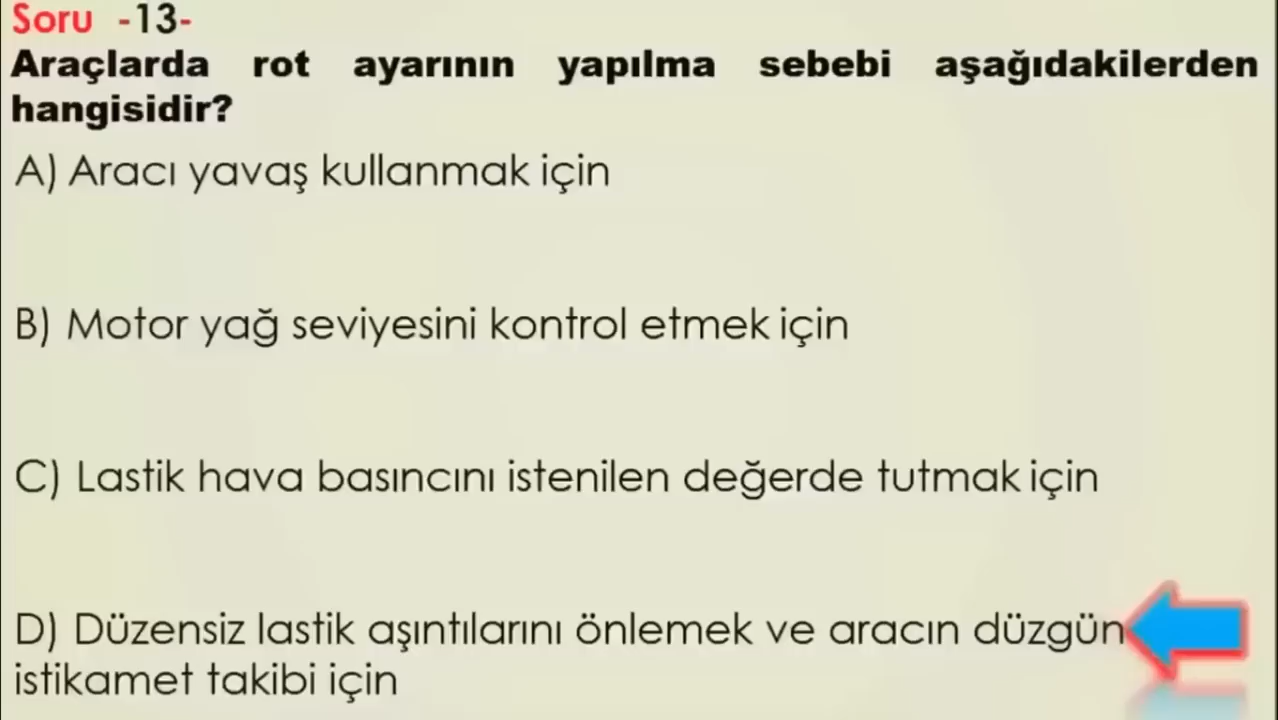 Soru -13-
Araçlarda rot ayarının yapılma sebebi aşağıdakilerden
hangisidir?
A) Aracı yavaş kullanmak için
B) Motor yağ seviyesini kontrol etmek için
C) Lastik hava basıncını istenilen değerde tutmak için
D) Düzensiz lastik aşıntılarını önlemek ve aracın düzgün
istikamet takibi için